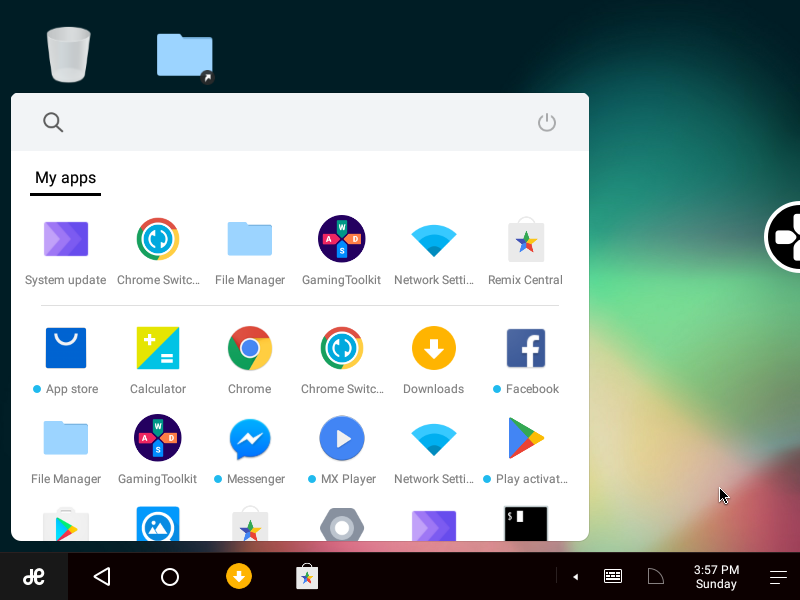 My apps
System update
Chrome Switc...
File Manager
GamingToolkit
Network Setti...
Remix Central
App store
Calculator
Chrome
Chrome Switc...
Downloads
Facebook
File Manager
GamingToolkit
Messenger
MX Player
Network Setti...
Play activat...
$
3:57 PM
Sunday